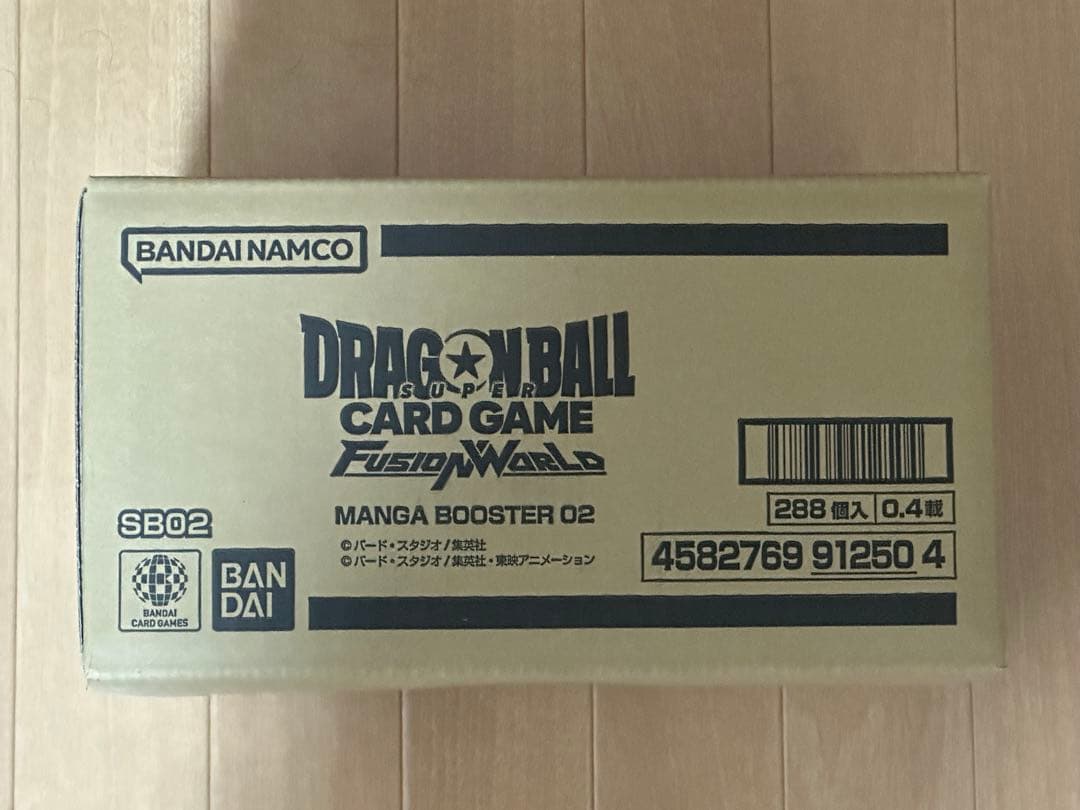 BANDAI NAMCO
DRAGONBALL
SUPER
CARD GAME
FUSION WORLD
MANGA BOOSTER 02
SB02
©バード・スタジオ/集英社
©バード・スタジオ/集英社・東映アニメーション
BANDAI
CARD GAMES
BAN
DAI
288個入 0.4載
4582769 91250 4